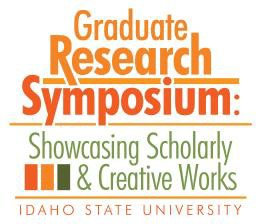 Graduate
Research
Symposium:
Showcasing Scholarly
& Creative Works
IDAHO STATE UNIVERSITY